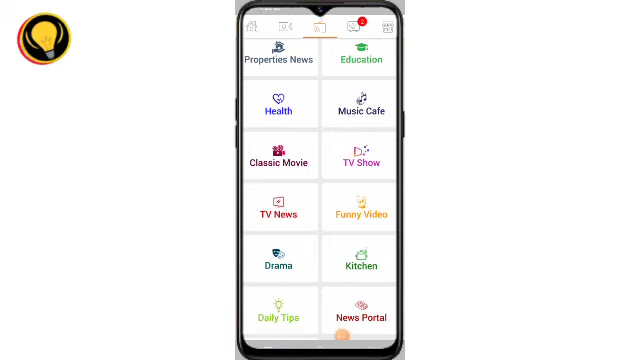 2
Properties News
Education
Health
Music Cafe
Classic Movie
TV Show
TV News
Funny Video
Drama
Kitchen
Daily Tips
News Portal